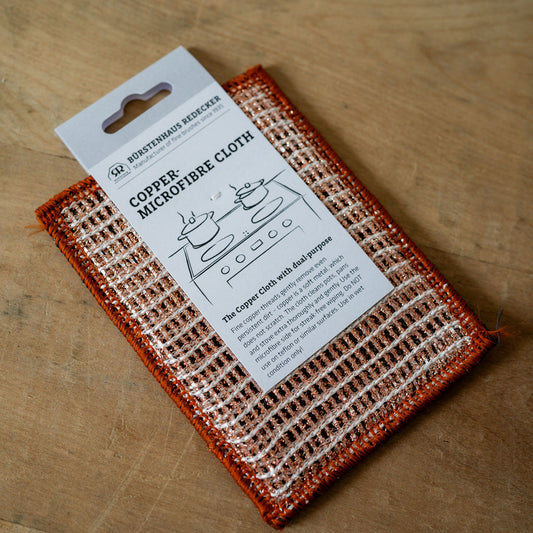 BÜRSTENHAUS REDECKER
Manufacturer of fine brushes since 1935
COPPER-
MICROFIBRE CLOTH
The Copper Cloth with dual-purpose
Fine copper threads gently remove even
persistent dirt – copper is a soft metal, which
does not scratch. The cloth cleans pots, pans
and stove extra thoroughly and gently. Use the
microfibre side for streak-free wiping. Do NOT
use on teflon or similar surfaces. Use in wet
condition only!